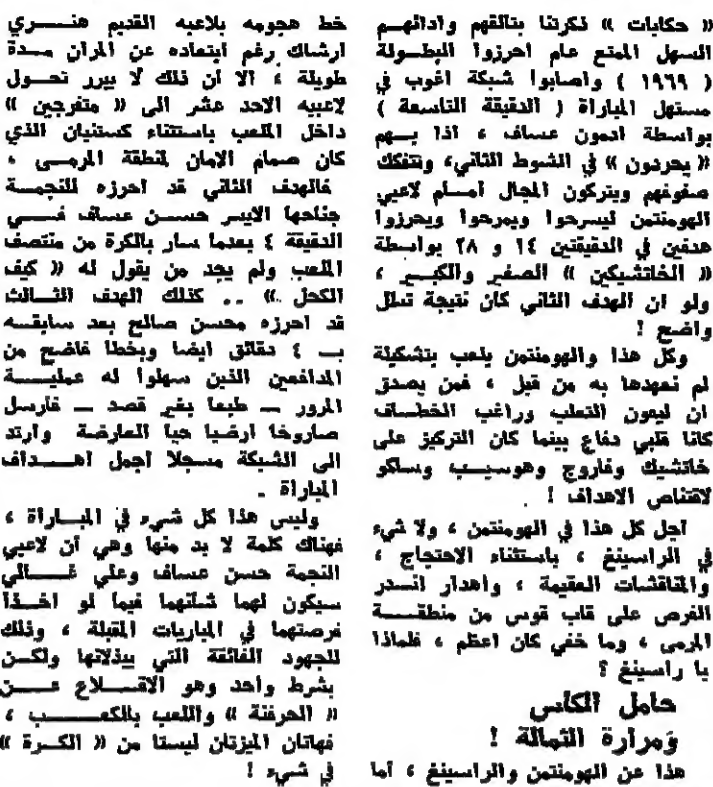 « حكايات » ذكرتنا بتألقهم وادائهم
السهل الممتع عام احرزوا البطولة
( ١٩٦٩ ) واصابوا شبكة اغوب في
مستهل المباراة ( الدقيقة التاسعة )
بواسطة ادمون عساف ، اذا بهم
« يحردون » في الشوط الثاني، وتتفكك
صفوفهم ويتركون المجال أمام لاعبي
الهومنتمن ليسرحوا ويمرحوا ويحرزوا
هدفين في الدقيقتين ١٤ و ٢٨ بواسطة
« الخاتشيكين » الصغير والكبير ،
ولو ان الهدف الثاني كان نتيجة تسلل
واضح !
وكل هذا والهومنتمن يلعب بتشكيلة
لم نعهدها به من قبل ، فمن يصدق
ان ليمون الثعلب وراغب الخطاف
كانا قلبي دفاع بينما كان التركيز على
خاتشيك وفاروج وهوسيب وساكو
لاقتناص الاهداف !
اجل كل هذا في الهومنتمن ، ولا شيء
في الراسينغ ، باستثناء الاحتجاج ،
والمناقشات العقيمة ، وأهدار اندر
الفرص على قاب قوس من منطقة
المرمى ، وما خفي كان اعظم ، فلماذا
يا راسينغ ؟
حامل الكأس
وَمرارة الثمالة !
هذا عن الهومنتمن والراسينغ ، أما
خط هجومه بلاعبه القديم هنري
ارشاك رغم ابتعاده عن المران مدة
طويلة ، الا ان ذلك لا يبرر تحول
لاعبيه الاحد عشر الى « متفرجين »
داخل الملعب باستثناء كستنيان الذي
كان صمام الامان لمنطقة المرمى ،
فالهدف الثاني قد احرزه للنجمة
جناحها الايسر حسن عساف في
الدقيقة ٤ بعدما سار بالكرة من منتصف
الملعب ولم يجد من يقول له « كيف
الكحل » .. كذلك الهدف الثالث
قد احرزه محسن صالح بعد سابقه
بـ ٤ دقائق ايضا وبخطا فاضح من
المدافعين الذين سهلوا له عملية
المرور ــ طبعا بغير قصد ــ فارسل
صاروخا ارضيا حيا العارضة وارتد
الى الشبكة مسجلا اجمل اهداف
المباراة .
وليس هذا كل شيء في المباراة ،
فهناك كلمة لا بد منها وهي أن لاعبي
النجمة حسن عساف وعلي غالي
سيكون لهما شأنهما فيما لو اخذا
فرصتهما في المباريات المقبلة ، وذلك
للجهود الفائقة التي يبذلانها ولكن
بشرط واحد وهو الاقلاع عن
« الحرفنة » واللعب بالكعب ،
فهاتان الميزتان ليستا من « الكرة »
في شيء !